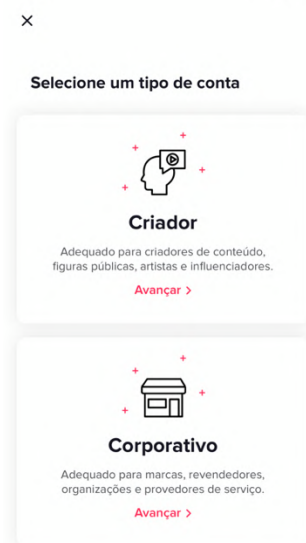 Selecione um tipo de conta
Criador
Adequado para criadores de conteúdo,
figuras públicas, artistas e influenciadores.
Avançar >
Corporativo
Adequado para marcas, revendedores,
organizações e provedores de serviço.
Avançar >